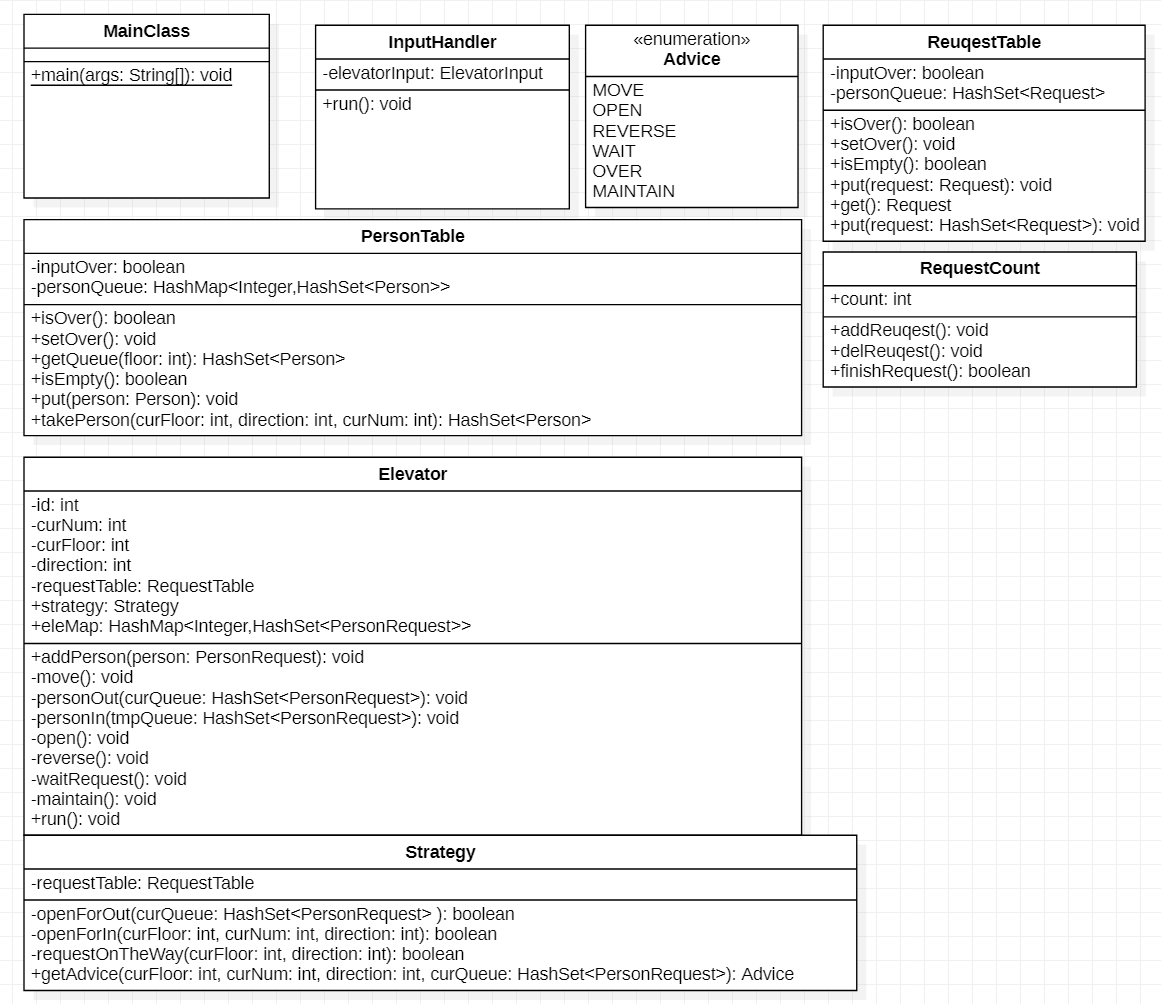 MainClass
+main(args: String[]): void
InputHandler
-elevatorInput: ElevatorInput
+run(): void
«enumeration»
Advice
MOVE
OPEN
REVERSE
WAIT
OVER
MAINTAIN
ReuqestTable
-inputOver: boolean
-personQueue: HashSet<Request>
+isOver(): boolean
+setOver(): void
+isEmpty(): boolean
+put(request: Request): void
+get(): Request
+put(request: HashSet<Request>): void
PersonTable
-inputOver: boolean
-personQueue: HashMap<Integer,HashSet<Person>>
+isOver(): boolean
+setOver(): void
+getQueue(floor: int): HashSet<Person>
+isEmpty(): boolean
+put(person: Person): void
+takePerson(curFloor: int, direction: int, curNum: int): HashSet<Person>
RequestCount
+count: int
+addReuqest(): void
+delReuqest(): void
+finishRequest(): boolean
Elevator
-id: int
-curNum: int
-curFloor: int
-direction: int
-requestTable: RequestTable
+strategy: Strategy
+eleMap: HashMap<Integer,HashSet<PersonRequest>>
+addPerson(person: PersonRequest): void
-move(): void
-personOut(curQueue: HashSet<PersonRequest>): void
-personIn(tmpQueue: HashSet<PersonRequest>): void
-open(): void
-reverse(): void
-waitRequest(): void
-maintain(): void
+run(): void
Strategy
-requestTable: RequestTable
-openForOut(curQueue: HashSet<PersonRequest> ): boolean
-openForIn(curFloor: int, curNum: int, direction: int): boolean
-requestOnTheWay(curFloor: int, direction: int): boolean
+getAdvice(curFloor: int, curNum: int, direction: int, curQueue: HashSet<PersonRequest>): Advice